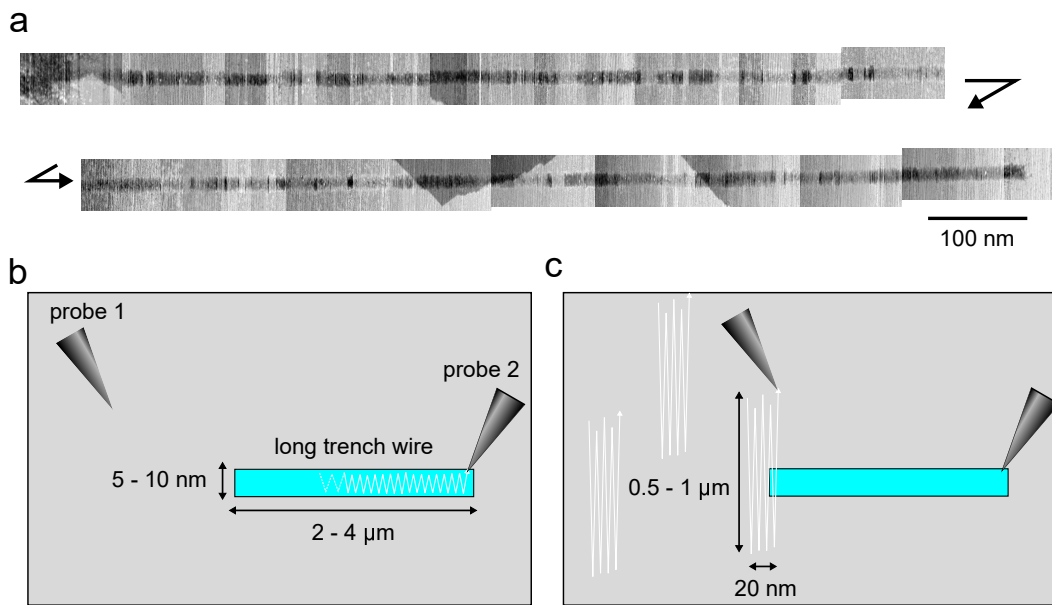 a
100 nm
b
probe 1
probe 2
long trench wire
5 - 10 nm
2 - 4 µm
c
0.5 - 1 µm
20 nm